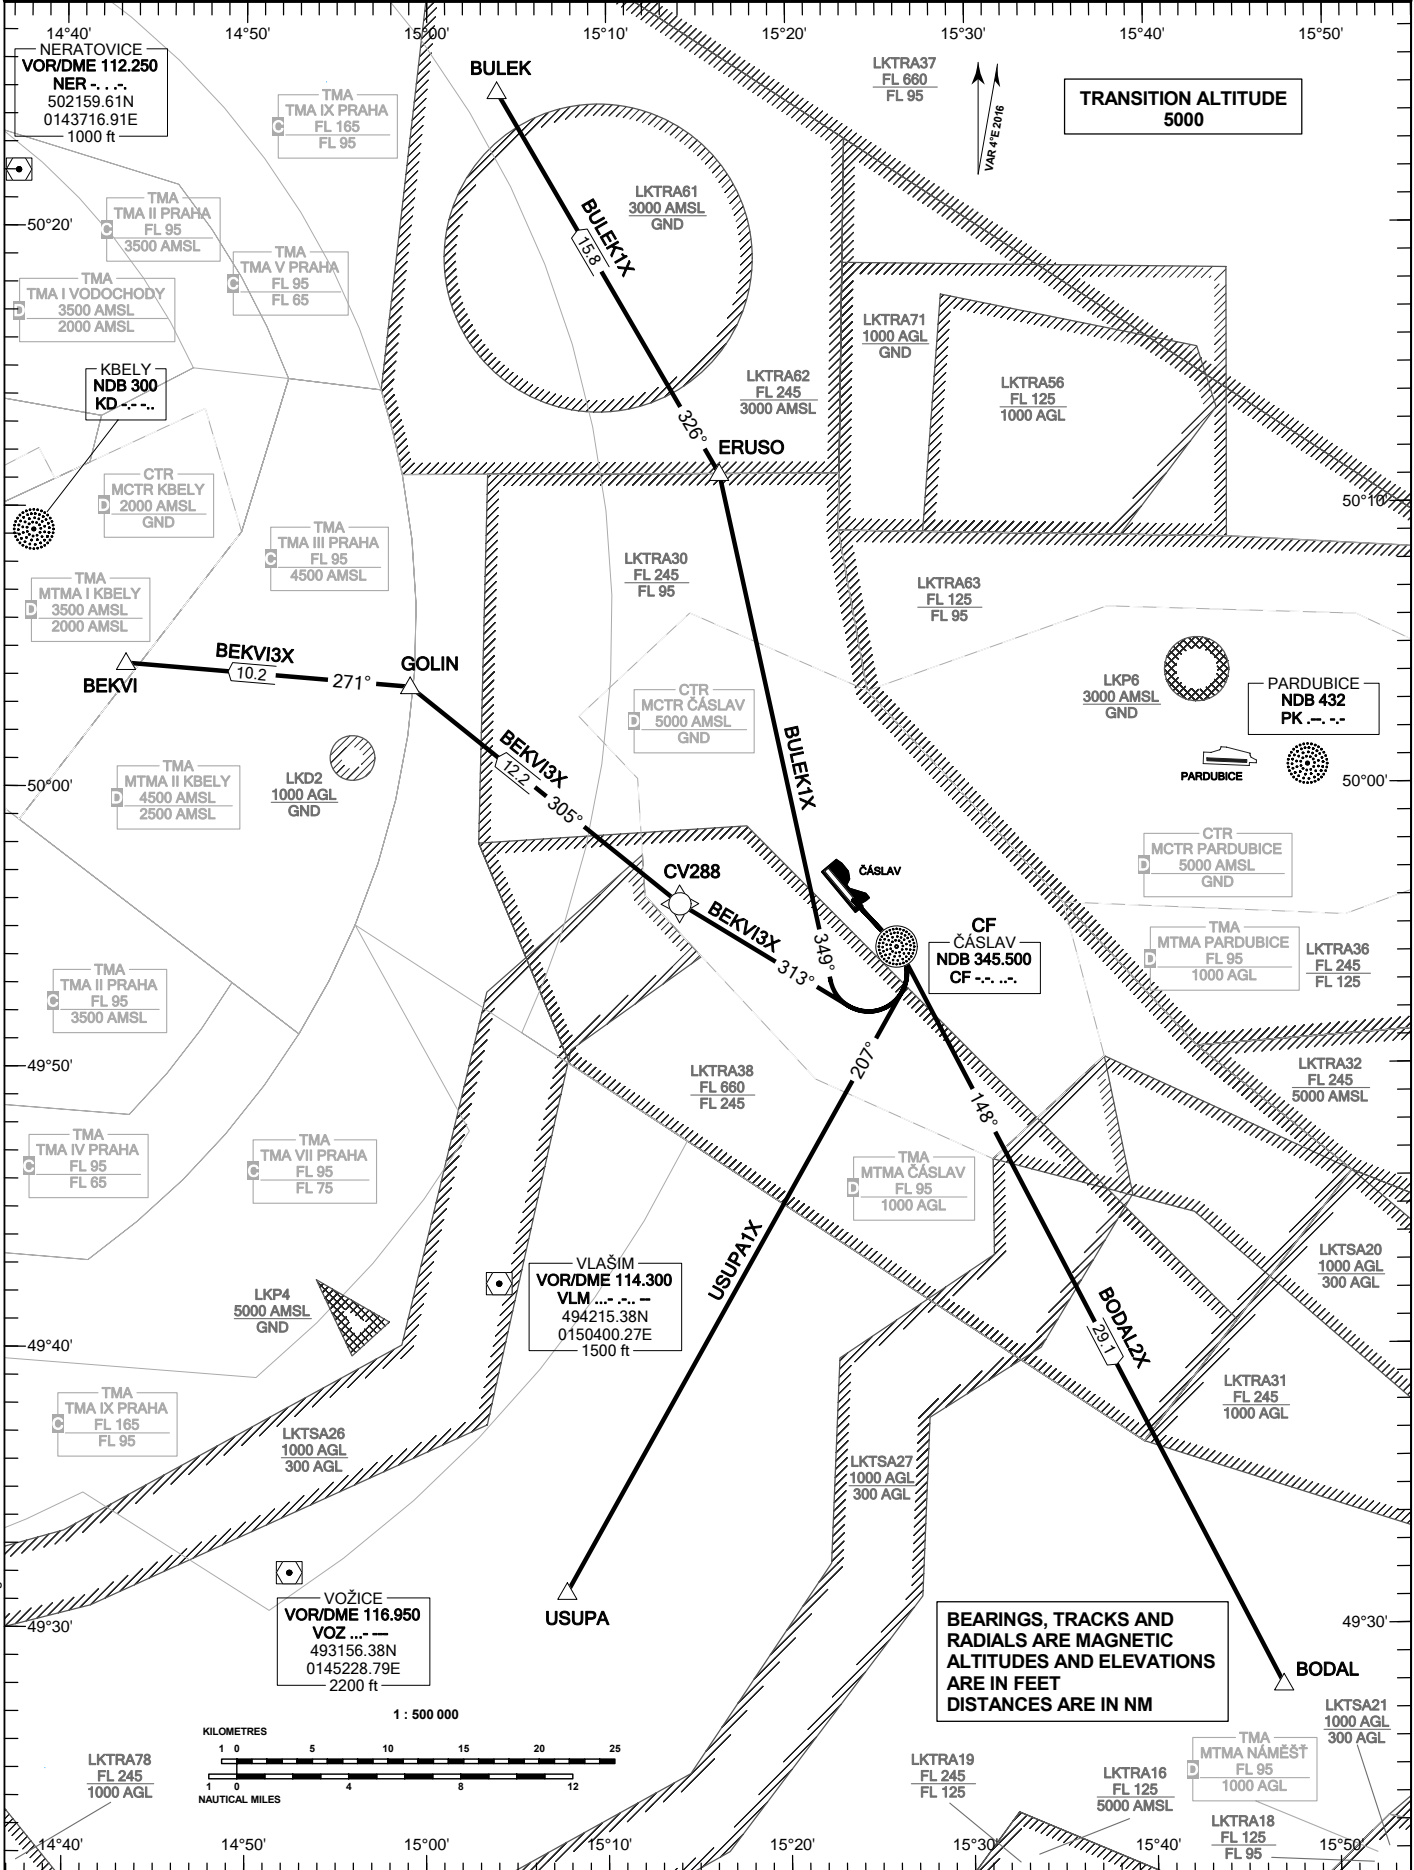 14°40'
14°50'
15°00'
15°10'
15°20'
15°30'
15°40'
15°50'
NERATOVICE
VOR/DME 112.250
NER -. . .-.
502159.61N
0143716.91E
1000 ft
BULEK
TMA
TMA IX PRAHA
C
FL 165
FL 95
LKTRA37
FL 660
FL 95
VAR 4°E 2016
TRANSITION ALTITUDE
5000
LKTRA61
3000 AMSL
GND
BULEK1X
15.8
326°
50°20'
TMA
TMA II PRAHA
C
FL 95
3500 AMSL
TMA
TMA V PRAHA
C
FL 95
FL 65
TMA
TMA I VODOCHODY
D
3500 AMSL
2000 AMSL
KBELY
NDB 300
KD -.- -..
LKTRA71
1000 AGL
GND
LKTRA62
FL 245
3000 AMSL
LKTRA56
FL 125
1000 AGL
ERUSO
CTR
MCTR KBELY
D
2000 AMSL
GND
50°10'
TMA
TMA III PRAHA
C
FL 95
4500 AMSL
LKTRA30
FL 245
FL 95
LKTRA63
FL 125
FL 95
TMA
MTMA I KBELY
D
3500 AMSL
2000 AMSL
BEKVI
BEKVI3X
10.2
271°
GOLIN
CTR
MCTR ČÁSLAV
D
5000 AMSL
GND
LKP6
3000 AMSL
GND
PARDUBICE
NDB 432
PK .--. -.-
PARDUBICE
BULEK1X
BEKVI3X
12.2
305°
TMA
MTMA II KBELY
D
4500 AMSL
2500 AMSL
LKD2
1000 AGL
GND
50°00'
50°00'
CTR
MCTR PARDUBICE
D
5000 AMSL
GND
CV288
ČÁSLAV
BEKVI3X
313°
349°
CF
ČÁSLAV
NDB 345.500
CF -.-. ..-.
TMA
MTMA PARDUBICE
D
FL 95
1000 AGL
LKTRA36
FL 245
FL 125
TMA
TMA II PRAHA
C
FL 95
3500 AMSL
49°50'
207°
148°
LKTRA38
FL 660
FL 245
LKTRA32
FL 245
5000 AMSL
TMA
TMA IV PRAHA
C
FL 95
FL 65
TMA
TMA VII PRAHA
C
FL 95
FL 75
TMA
MTMA ČÁSLAV
D
FL 95
1000 AGL
USUPA1X
LKTSA20
1000 AGL
300 AGL
VLAŠIM
VOR/DME 114.300
VLM ...- .-.. --
494215.38N
0150400.27E
1500 ft
LKP4
5000 AMSL
GND
BODAL2X
29.1
49°40'
LKTRA31
FL 245
1000 AGL
TMA
TMA IX PRAHA
C
FL 165
FL 95
LKTSA26
1000 AGL
300 AGL
LKTSA27
1000 AGL
300 AGL
VOŽICE
VOR/DME 116.950
VOZ ...- ---
493156.38N
0145228.79E
2200 ft
49°30'
USUPA
49°30'
BEARINGS, TRACKS AND
RADIALS ARE MAGNETIC
ALTITUDES AND ELEVATIONS
ARE IN FEET
DISTANCES ARE IN NM
BODAL
1 : 500 000
KILOMETRES
1 0 5 10 15 20 25
1 0 4 8 12
NAUTICAL MILES
LKTSA21
1000 AGL
300 AGL
LKTRA78
FL 245
1000 AGL
LKTRA19
FL 245
FL 125
LKTRA16
FL 125
5000 AMSL
TMA
MTMA NÁMĚŠŤ
D
FL 95
1000 AGL
LKTRA18
FL 125
FL 95
14°40'
14°50'
15°00'
15°10'
15°20'
15°30'
15°40'
15°50'